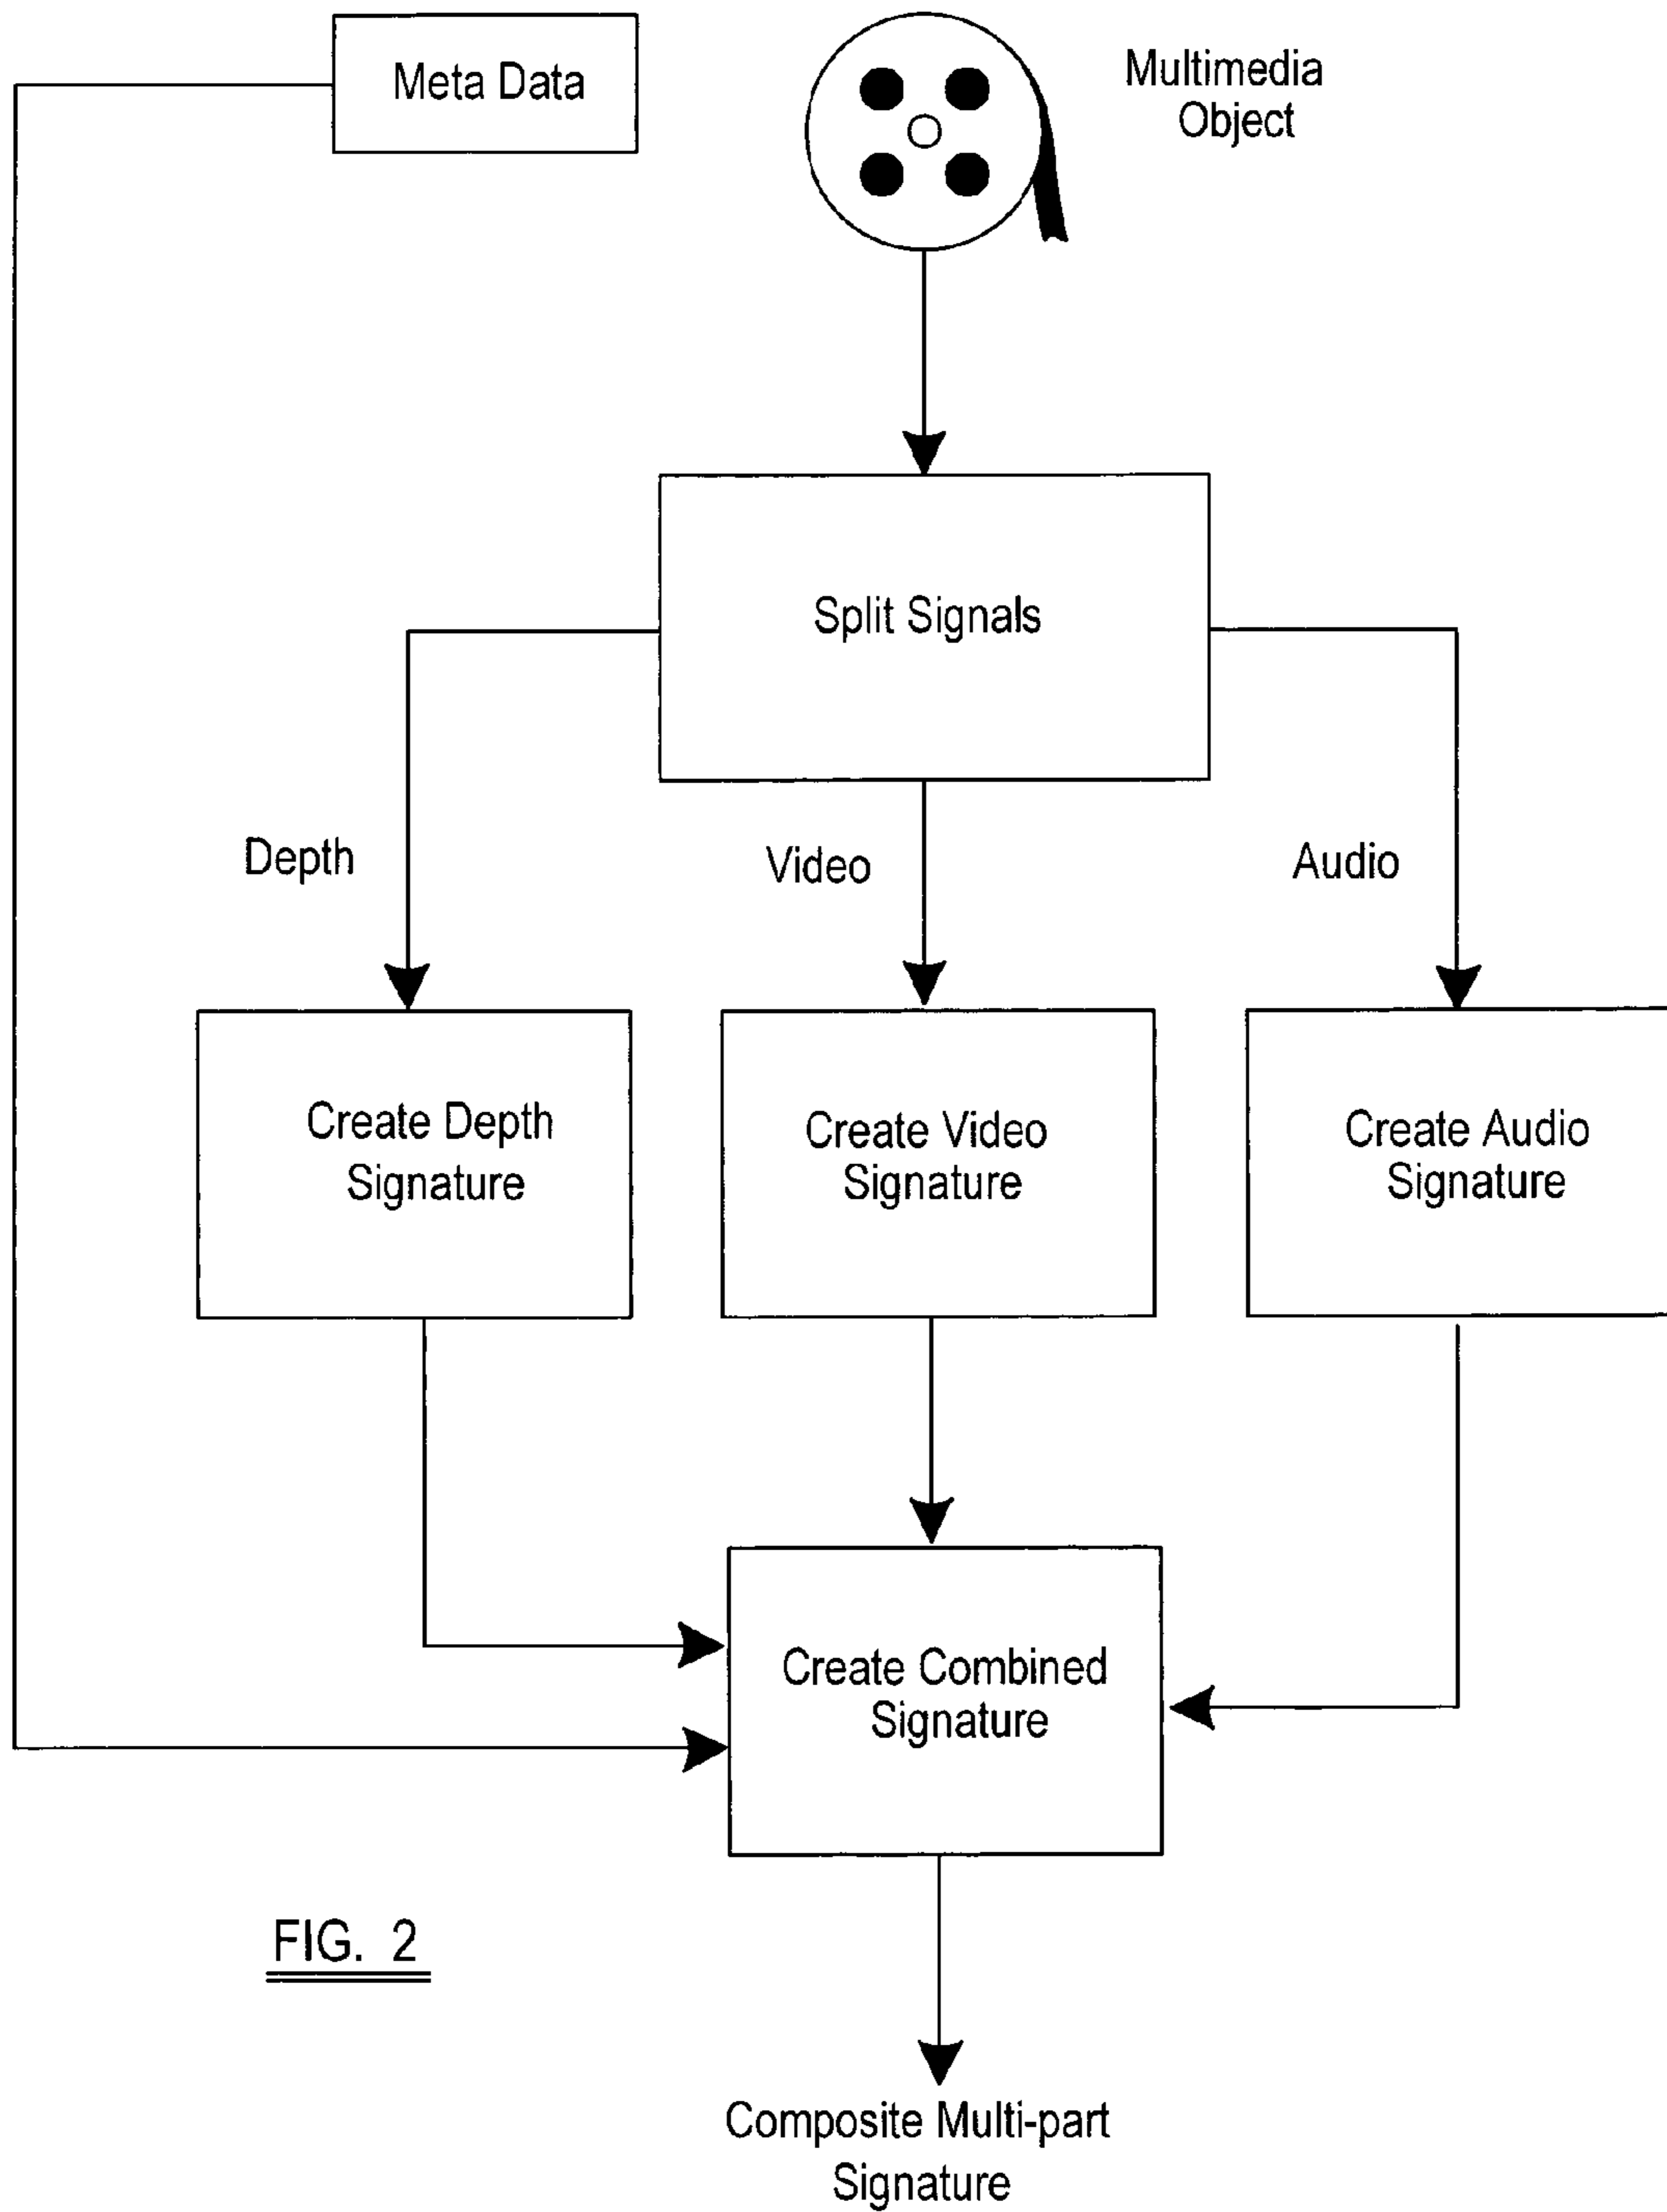 Meta Data
Multimedia
Object
Split Signals
Depth
Video
Audio
Create Depth
Signature
Create Video
Signature
Create Audio
Signature
Create Combined
Signature
FIG. 2
Composite Multi-part
Signature